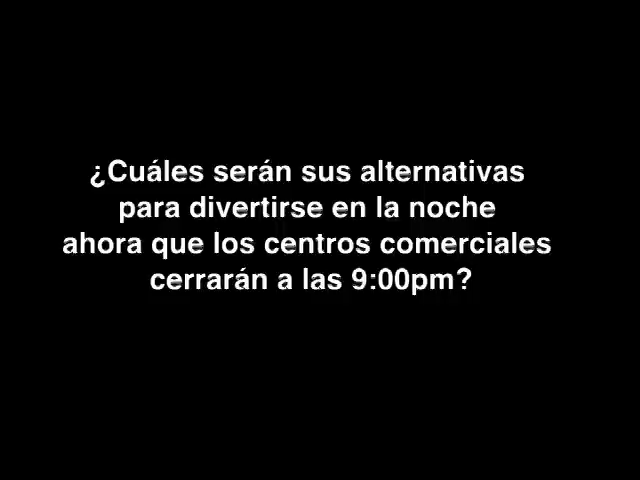 ¿Cuáles serán sus alternativas
para divertirse en la noche
ahora que los centros comerciales
cerrarán a las 9:00pm?